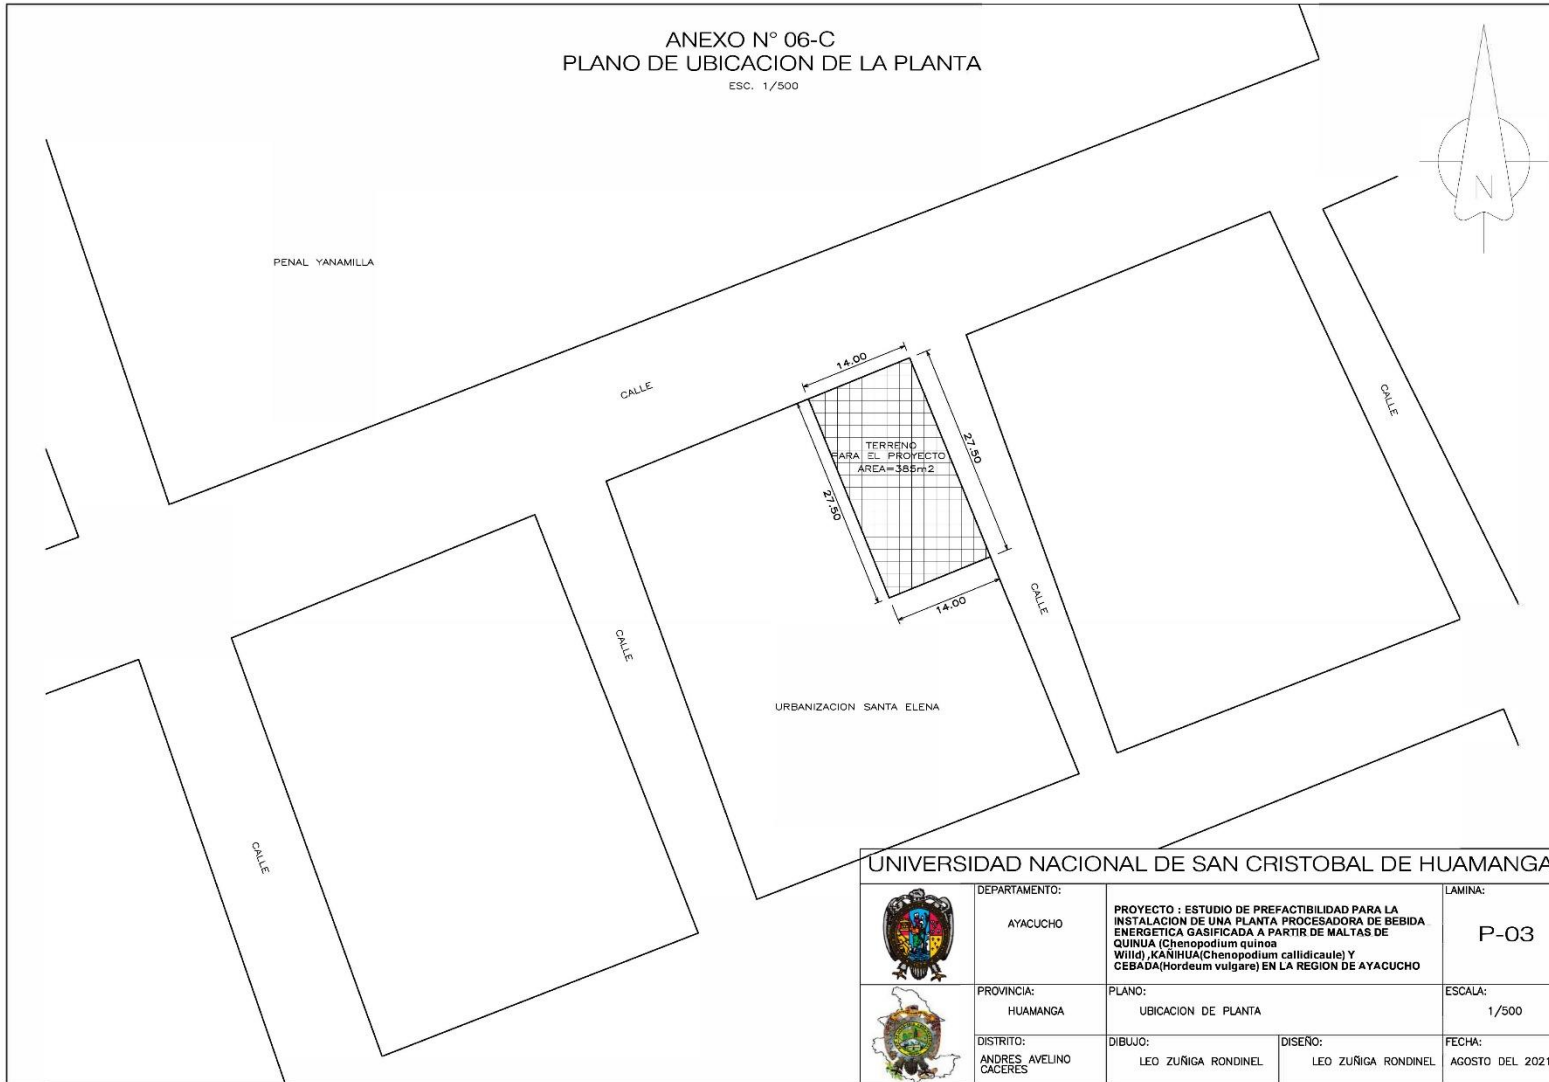 ANEXO N° 06-C
PLANO DE UBICACION DE LA PLANTA
ESC. 1/500
N
PENAL YANAMILLA
CALLE
14.00
CALLE
TERRENO
PARA EL PROYECTO
AREA=385m2
27.50
27.50
14.00
CALLE
CALLE
URBANIZACION SANTA ELENA
CALLE
UNIVERSIDAD NACIONAL DE SAN CRISTOBAL DE HUAMANGA
DEPARTAMENTO:
AYACUCHO
PROYECTO : ESTUDIO DE PREFACTIBILIDAD PARA LA
INSTALACION DE UNA PLANTA PROCESADORA DE BEBIDA
ENERGETICA GASIFICADA A PARTIR DE MALTAS DE
QUINUA (Chenopodium quinoa
Willd) ,KAÑIHUA(Chenopodium callidicaule) Y
CEBADA(Hordeum vulgare) EN LA REGION DE AYACUCHO
LAMINA:
P-03
PROVINCIA:
HUAMANGA
PLANO:
UBICACION DE PLANTA
ESCALA:
1/500
DISTRITO:
ANDRES AVELINO
CACERES
DIBUJO:
LEO ZUÑIGA RONDINEL
DISEÑO:
LEO ZUÑIGA RONDINEL
FECHA:
AGOSTO DEL 2021